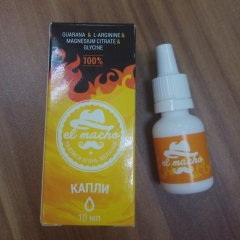 GUARANA & L-ARGININE &
MAGNESIUM CITRATE &
GLYCINE
100%
el macho
КАПЛИ
10 мл
el macho